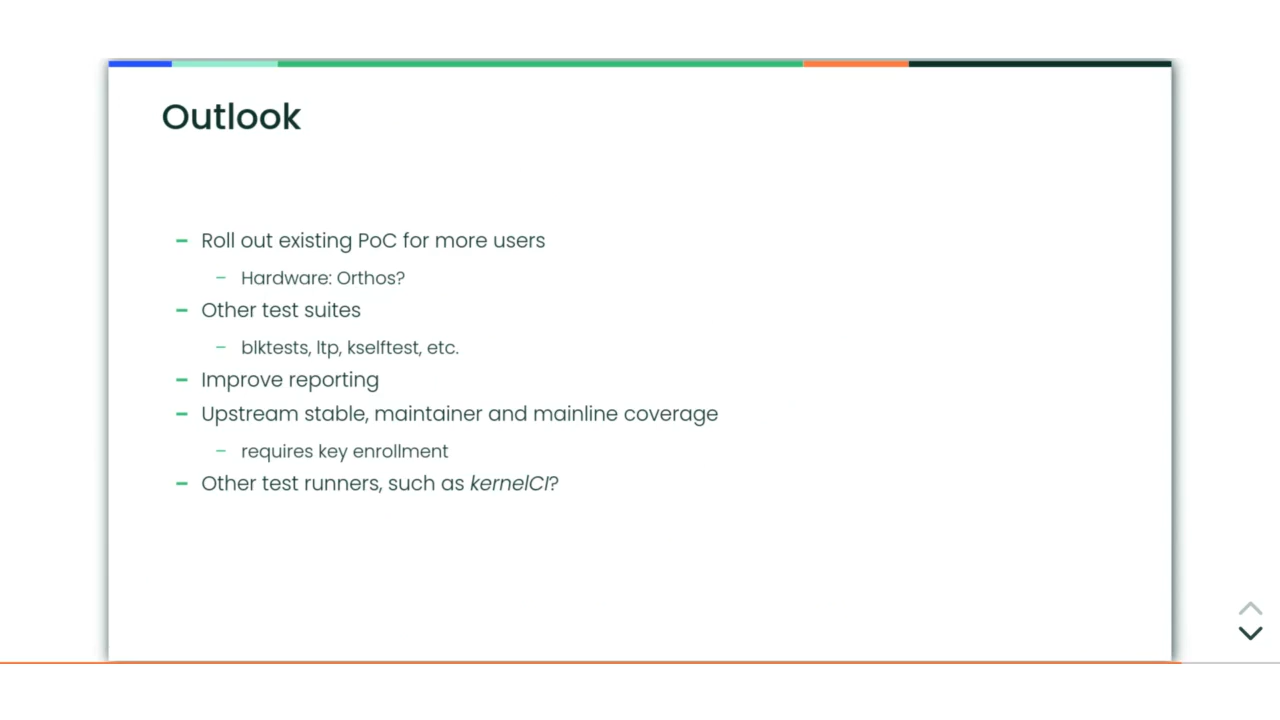 Outlook
– Roll out existing PoC for more users
– Hardware: Orthos?
– Other test suites
– blktests, ltp, kselftest, etc.
– Improve reporting
– Upstream stable, maintainer and mainline coverage
– requires key enrollment
– Other test runners, such as kernelCI?